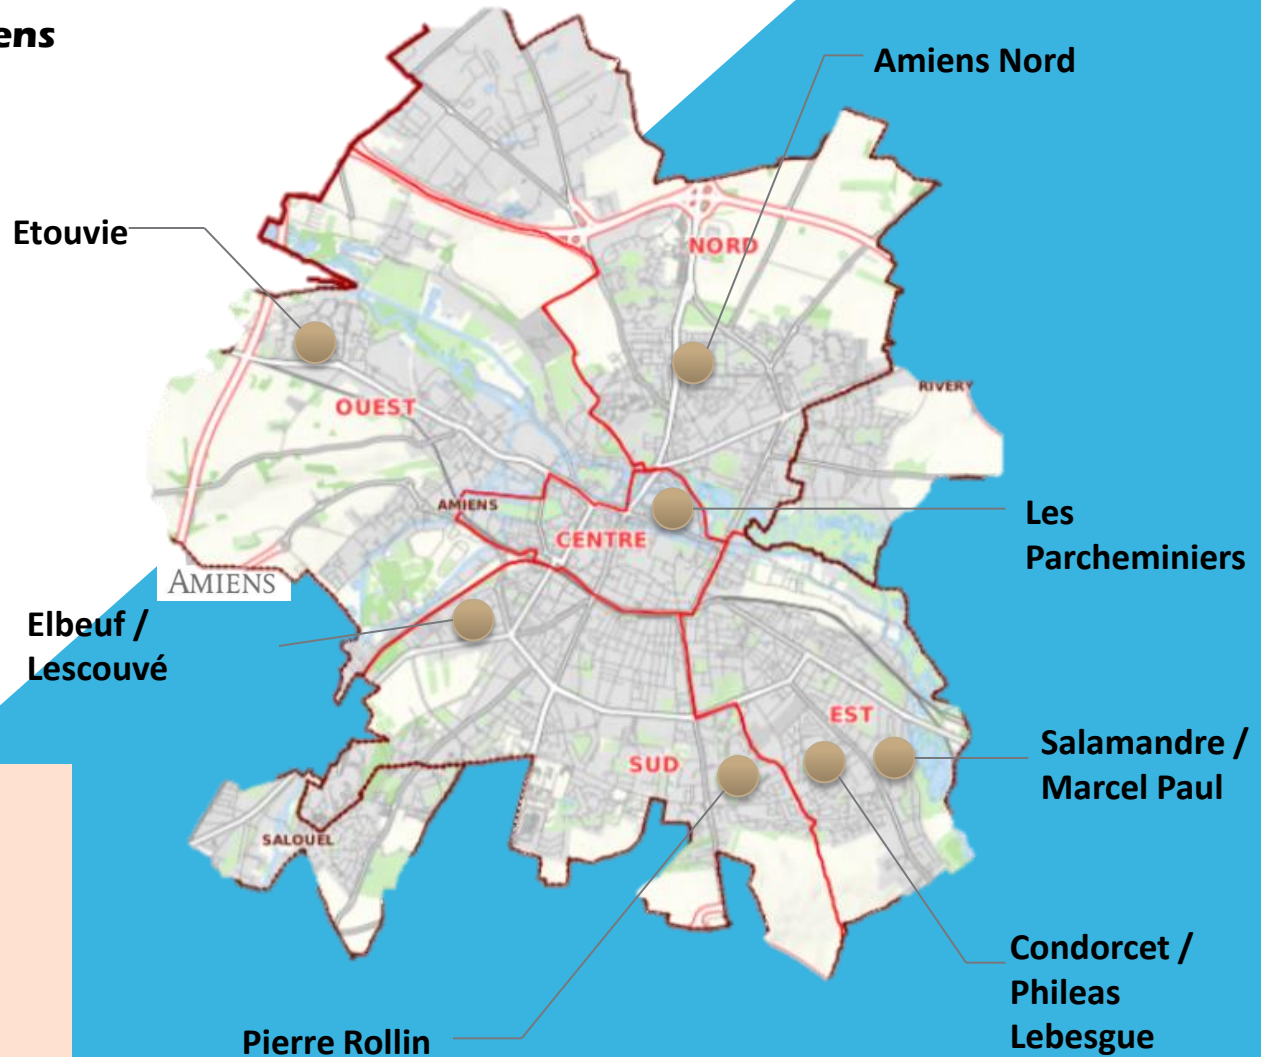 ens
Amiens Nord
Etouvie
NORD
RIVERY
OUEST
AMIENS
CENTRE
Les
Parcheminiers
AMIENS
Elbeuf /
Lescouvé
EST
Salamandre /
Marcel Paul
SUD
SALOUEL
Condorcet /
Phileas
Lebesgue
Pierre Rollin